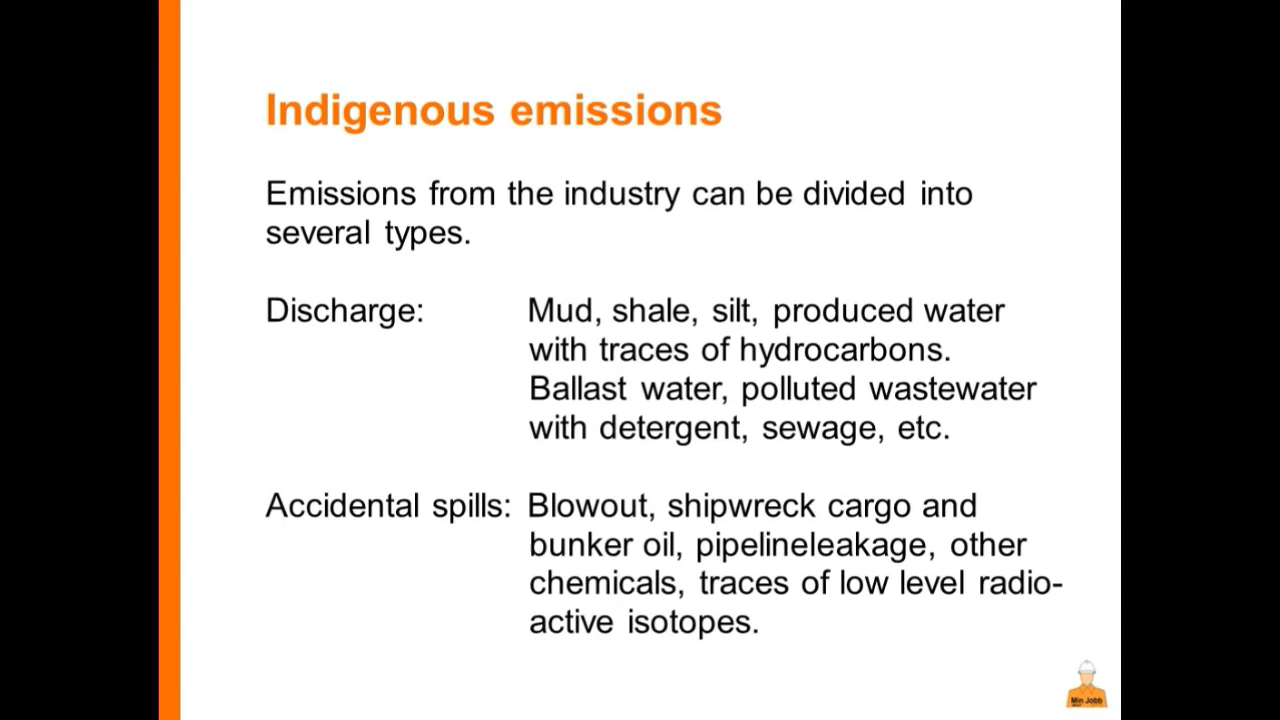 Indigenous emissions
Emissions from the industry can be divided into
several types.
Discharge: Mud, shale, silt, produced water
with traces of hydrocarbons.
Ballast water, polluted wastewater
with detergent, sewage, etc.
Accidental spills: Blowout, shipwreck cargo and
bunker oil, pipelineleakage, other
chemicals, traces of low level radio-
active isotopes.
Min Jobb